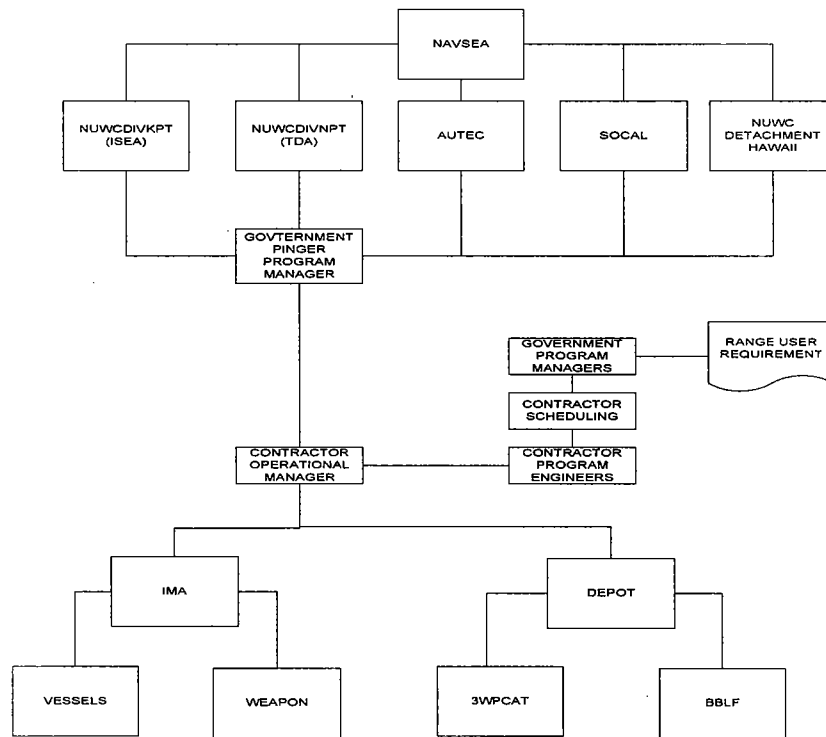 NAVSEA
NUWCDIVKPT
(ISEA)
NUWCDIVNPT
(TDA)
AUTEC
SOCAL
NUWC
DETACHMENT
HAWAII
GOVTERNMENT
PINGER
PROGRAM
MANAGER
GOVERNMENT
PROGRAM
MANAGERS
RANGE USER
REQUIREMENT
CONTRACTOR
SCHEDULING
CONTRACTOR
OPERATIONAL
MANAGER
CONTRACTOR
PROGRAM
ENGINEERS
IMA
DEPOT
VESSELS
WEAPON
3WPCAT
BBLF